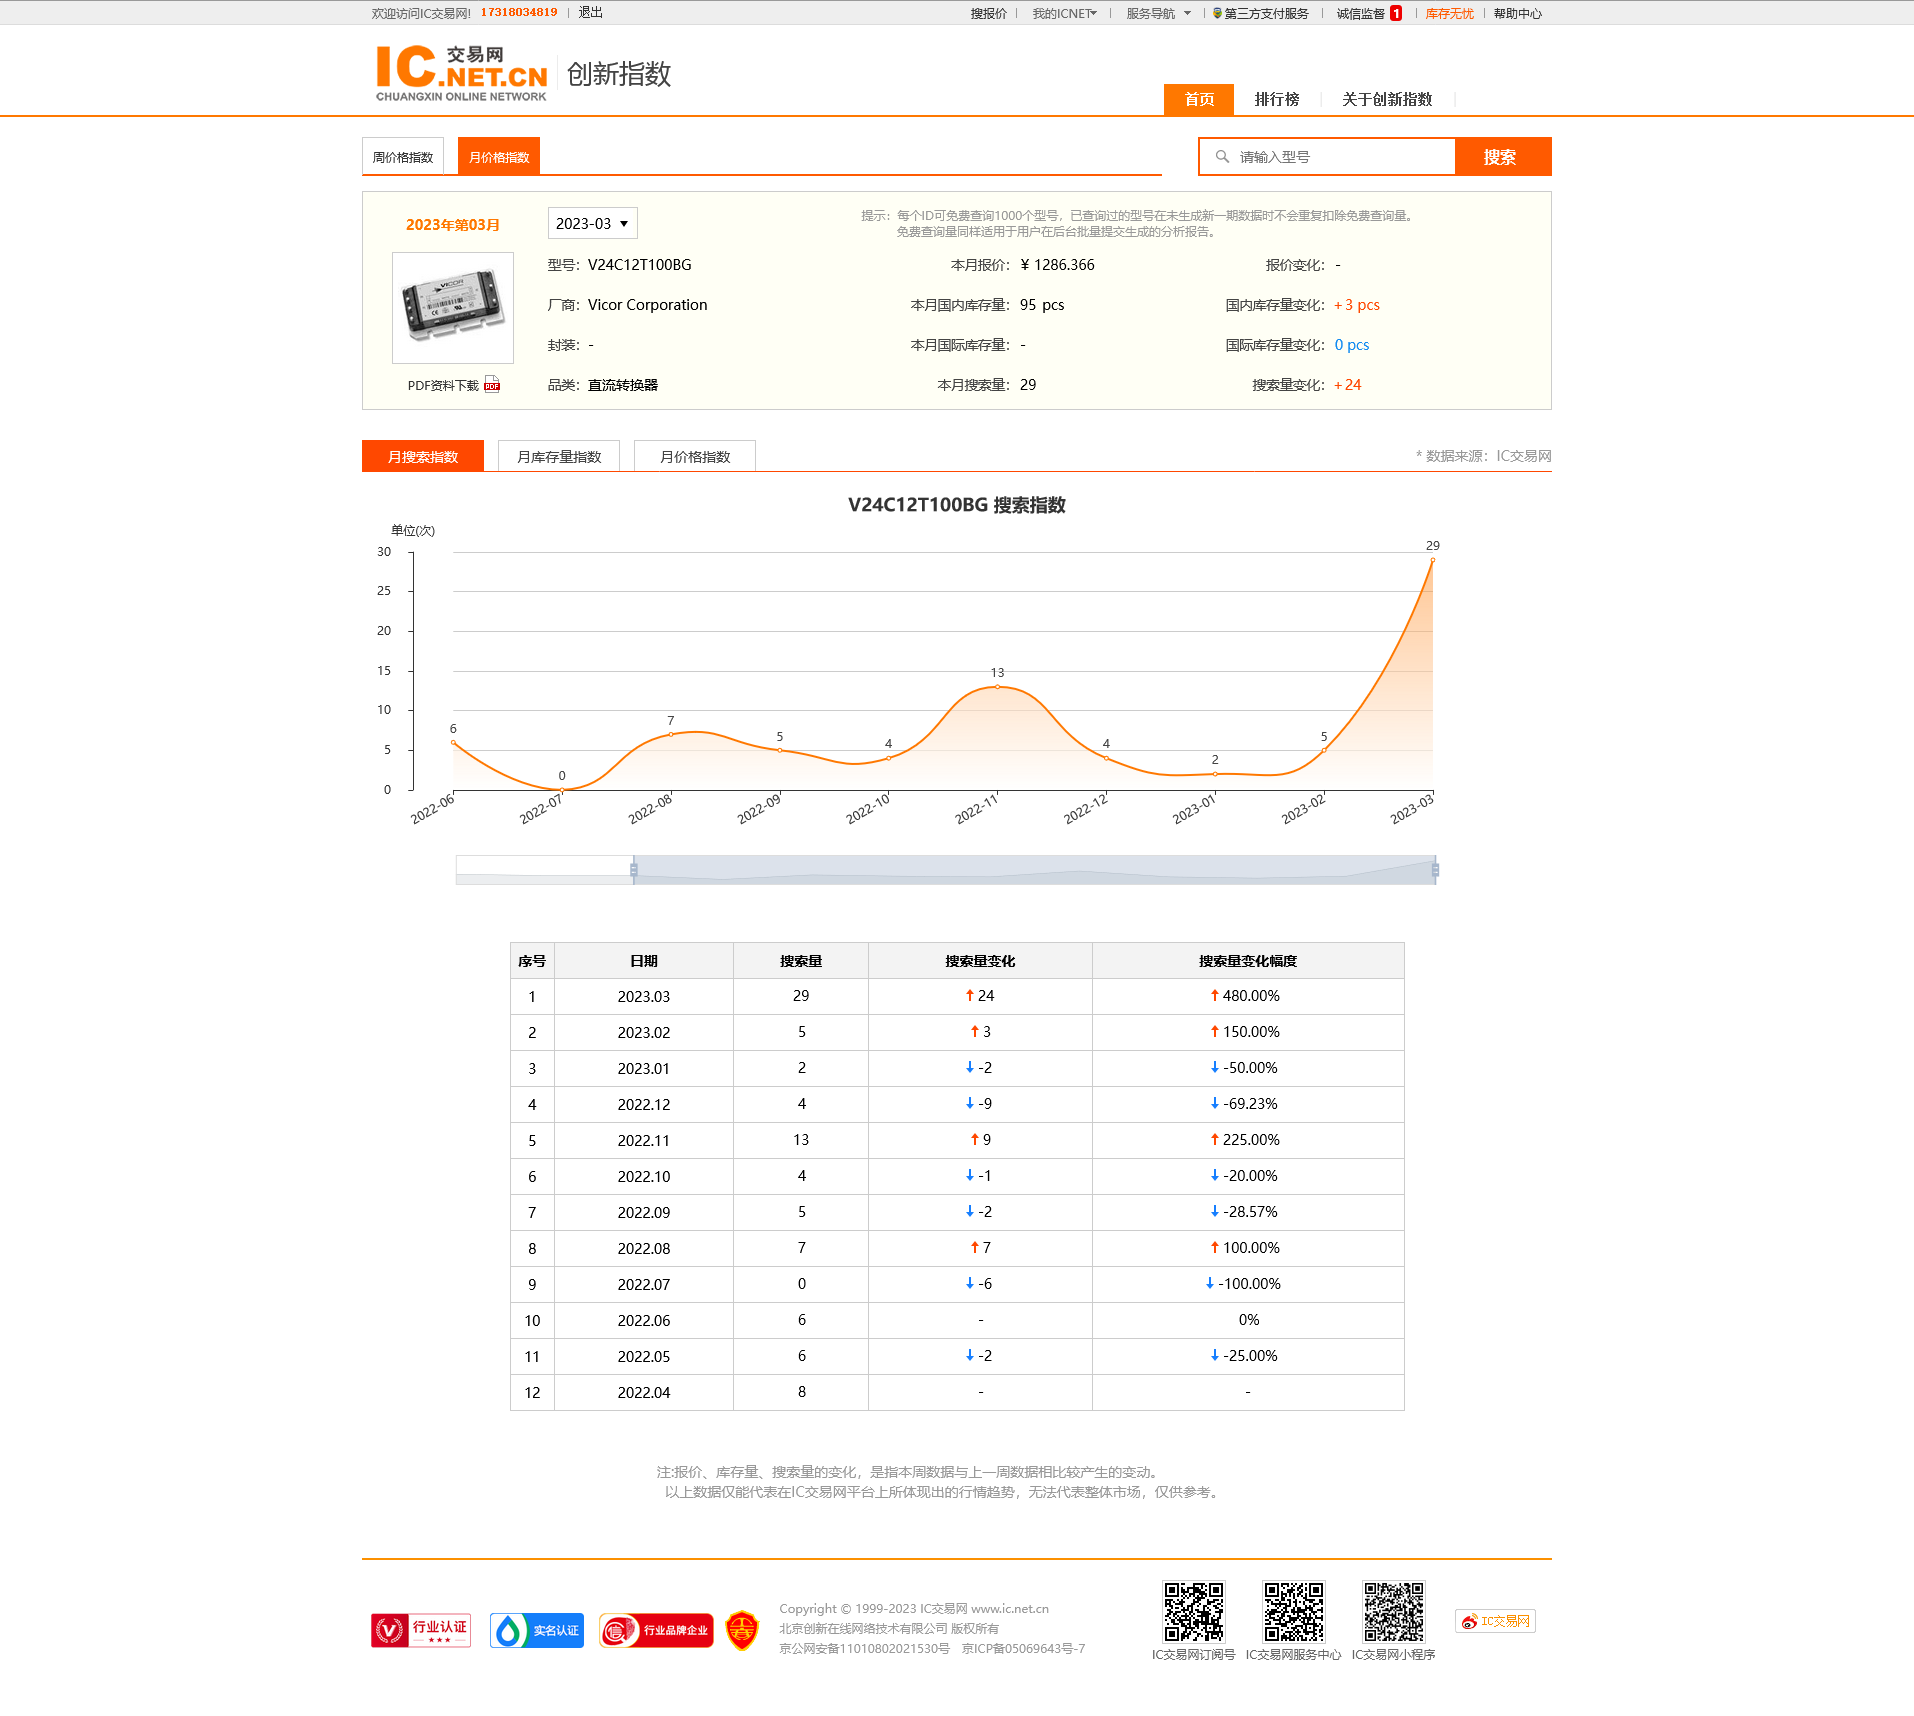 欢迎访问IC交易网! 17318034819 退出 搜报价 我的ICNET 服务导航 第三方支付服务 诚信监督 1 库存无忧 帮助中心
IC 交易网 .NET.CN 创新指数
CHUANGXIN ONLINE NETWORK
首页 排行榜 关于创新指数
周价格指数 月价格指数 请输入型号 搜索
2023年第03月 2023-03
提示：每个ID可免费查询1000个型号，已查询过的型号在未生成新一期数据时不会重复扣除免费查询量。
免费查询量同样适用于用户在后台批量提交生成的分析报告。
型号：V24C12T100BG 本月报价：¥ 1286.366 报价变化：-
VICOR
厂商：Vicor Corporation 本月国内库存量：95 pcs 国内库存量变化：+3 pcs
封装：- 本月国际库存量：- 国际库存量变化：0 pcs
PDF资料下载 PDF 品类：直流转换器 本月搜索量：29 搜索量变化：+24
月搜索指数 月库存量指数 月价格指数 * 数据来源：IC交易网
V24C12T100BG 搜索指数
单位(次)
30
25
20
15
10
5
0
6
0
7
5
4
13
4
2
5
29
2022-06 2022-07 2022-08 2022-09 2022-10 2022-11 2022-12 2023-01 2023-02 2023-03
序号 日期 搜索量 搜索量变化 搜索量变化幅度
1 2023.03 29 24 480.00%
2 2023.02 5 3 150.00%
3 2023.01 2 -2 -50.00%
4 2022.12 4 -9 -69.23%
5 2022.11 13 9 225.00%
6 2022.10 4 -1 -20.00%
7 2022.09 5 -2 -28.57%
8 2022.08 7 7 100.00%
9 2022.07 0 -6 -100.00%
10 2022.06 6 - 0%
11 2022.05 6 -2 -25.00%
12 2022.04 8 - -
注:报价、库存量、搜索量的变化，是指本周数据与上一周数据相比较产生的变动。
以上数据仅能代表在IC交易网平台上所体现出的行情趋势，无法代表整体市场，仅供参考。
行业认证 实名认证 信 行业品牌企业
Copyright © 1999-2023 IC交易网 www.ic.net.cn
北京创新在线网络技术有限公司 版权所有
京公网安备11010802021530号 京ICP备05069643号-7
IC交易网订阅号 IC交易网服务中心 IC交易网小程序
IC交易网